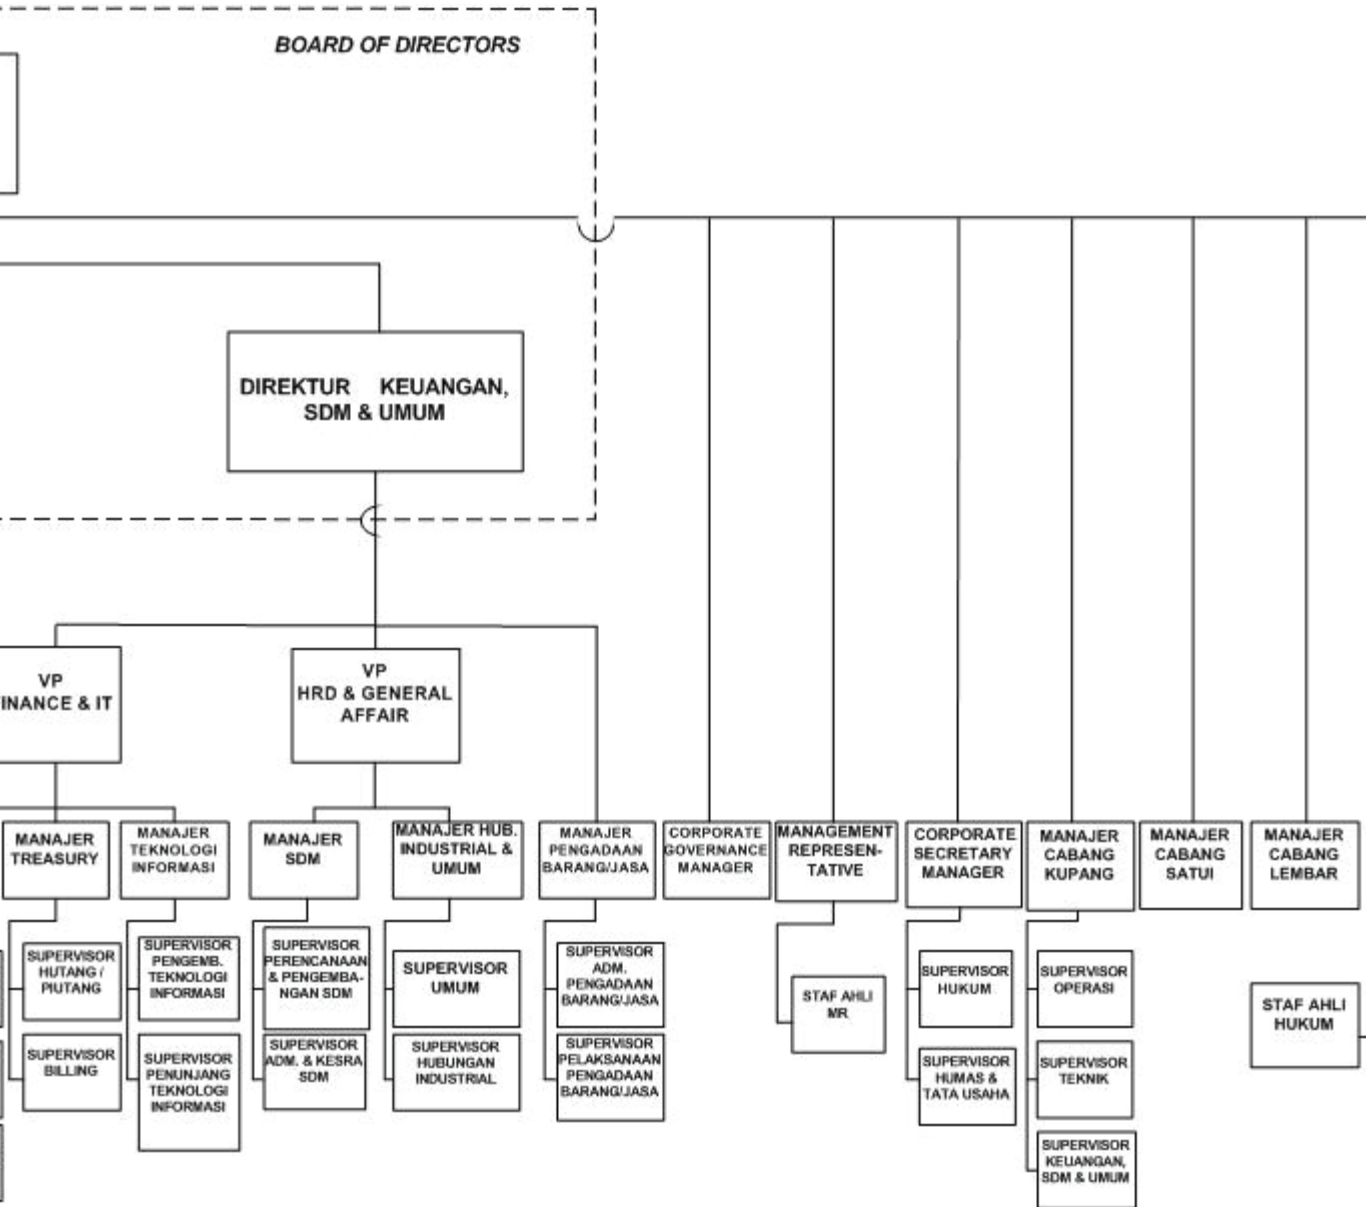 BOARD OF DIRECTORS
DIREKTUR KEUANGAN,
SDM & UMUM
VP
INANCE & IT
VP
HRD & GENERAL
AFFAIR
MANAJER
TREASURY
MANAJER
TEKNOLOGI
INFORMASI
MANAJER
SDM
MANAJER HUB.
INDUSTRIAL &
UMUM
MANAJER
PENGADAAN
BARANG/JASA
CORPORATE
GOVERNANCE
MANAGER
MANAGEMENT
REPRESEN-
TATIVE
CORPORATE
SECRETARY
MANAGER
MANAJER
CABANG
KUPANG
MANAJER
CABANG
SATUI
MANAJER
CABANG
LEMBAR
SUPERVISOR
HUTANG /
PIUTANG
SUPERVISOR
PENGEMB.
TEKNOLOGI
INFORMASI
SUPERVISOR
PERENCANAAN
& PENGEMBA-
NGAN SDM
SUPERVISOR
UMUM
SUPERVISOR
ADM.
PENGADAAN
BARANG/JASA
STAF AHLI
MR
SUPERVISOR
HUKUM
SUPERVISOR
OPERASI
STAF AHLI
HUKUM
SUPERVISOR
BILLING
SUPERVISOR
PENUNJANG
TEKNOLOGI
INFORMASI
SUPERVISOR
ADM. & KESRA
SDM
SUPERVISOR
HUBUNGAN
INDUSTRIAL
SUPERVISOR
PELAKSANAAN
PENGADAAN
BARANG/JASA
SUPERVISOR
HUMAS &
TATA USAHA
SUPERVISOR
TEKNIK
SUPERVISOR
KEUANGAN,
SDM & UMUM